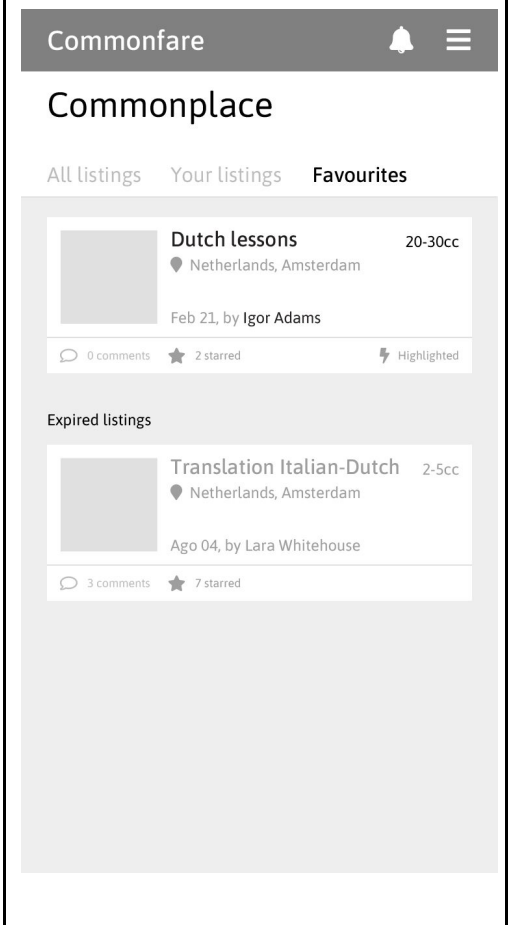 Commonfare
Commonplace
All listings Your listings Favourites
Dutch lessons 20-30cc
Netherlands, Amsterdam
Feb 21, by Igor Adams
0 comments 2 starred Highlighted
Expired listings
Translation Italian-Dutch 2-5cc
Netherlands, Amsterdam
Ago 04, by Lara Whitehouse
3 comments 7 starred